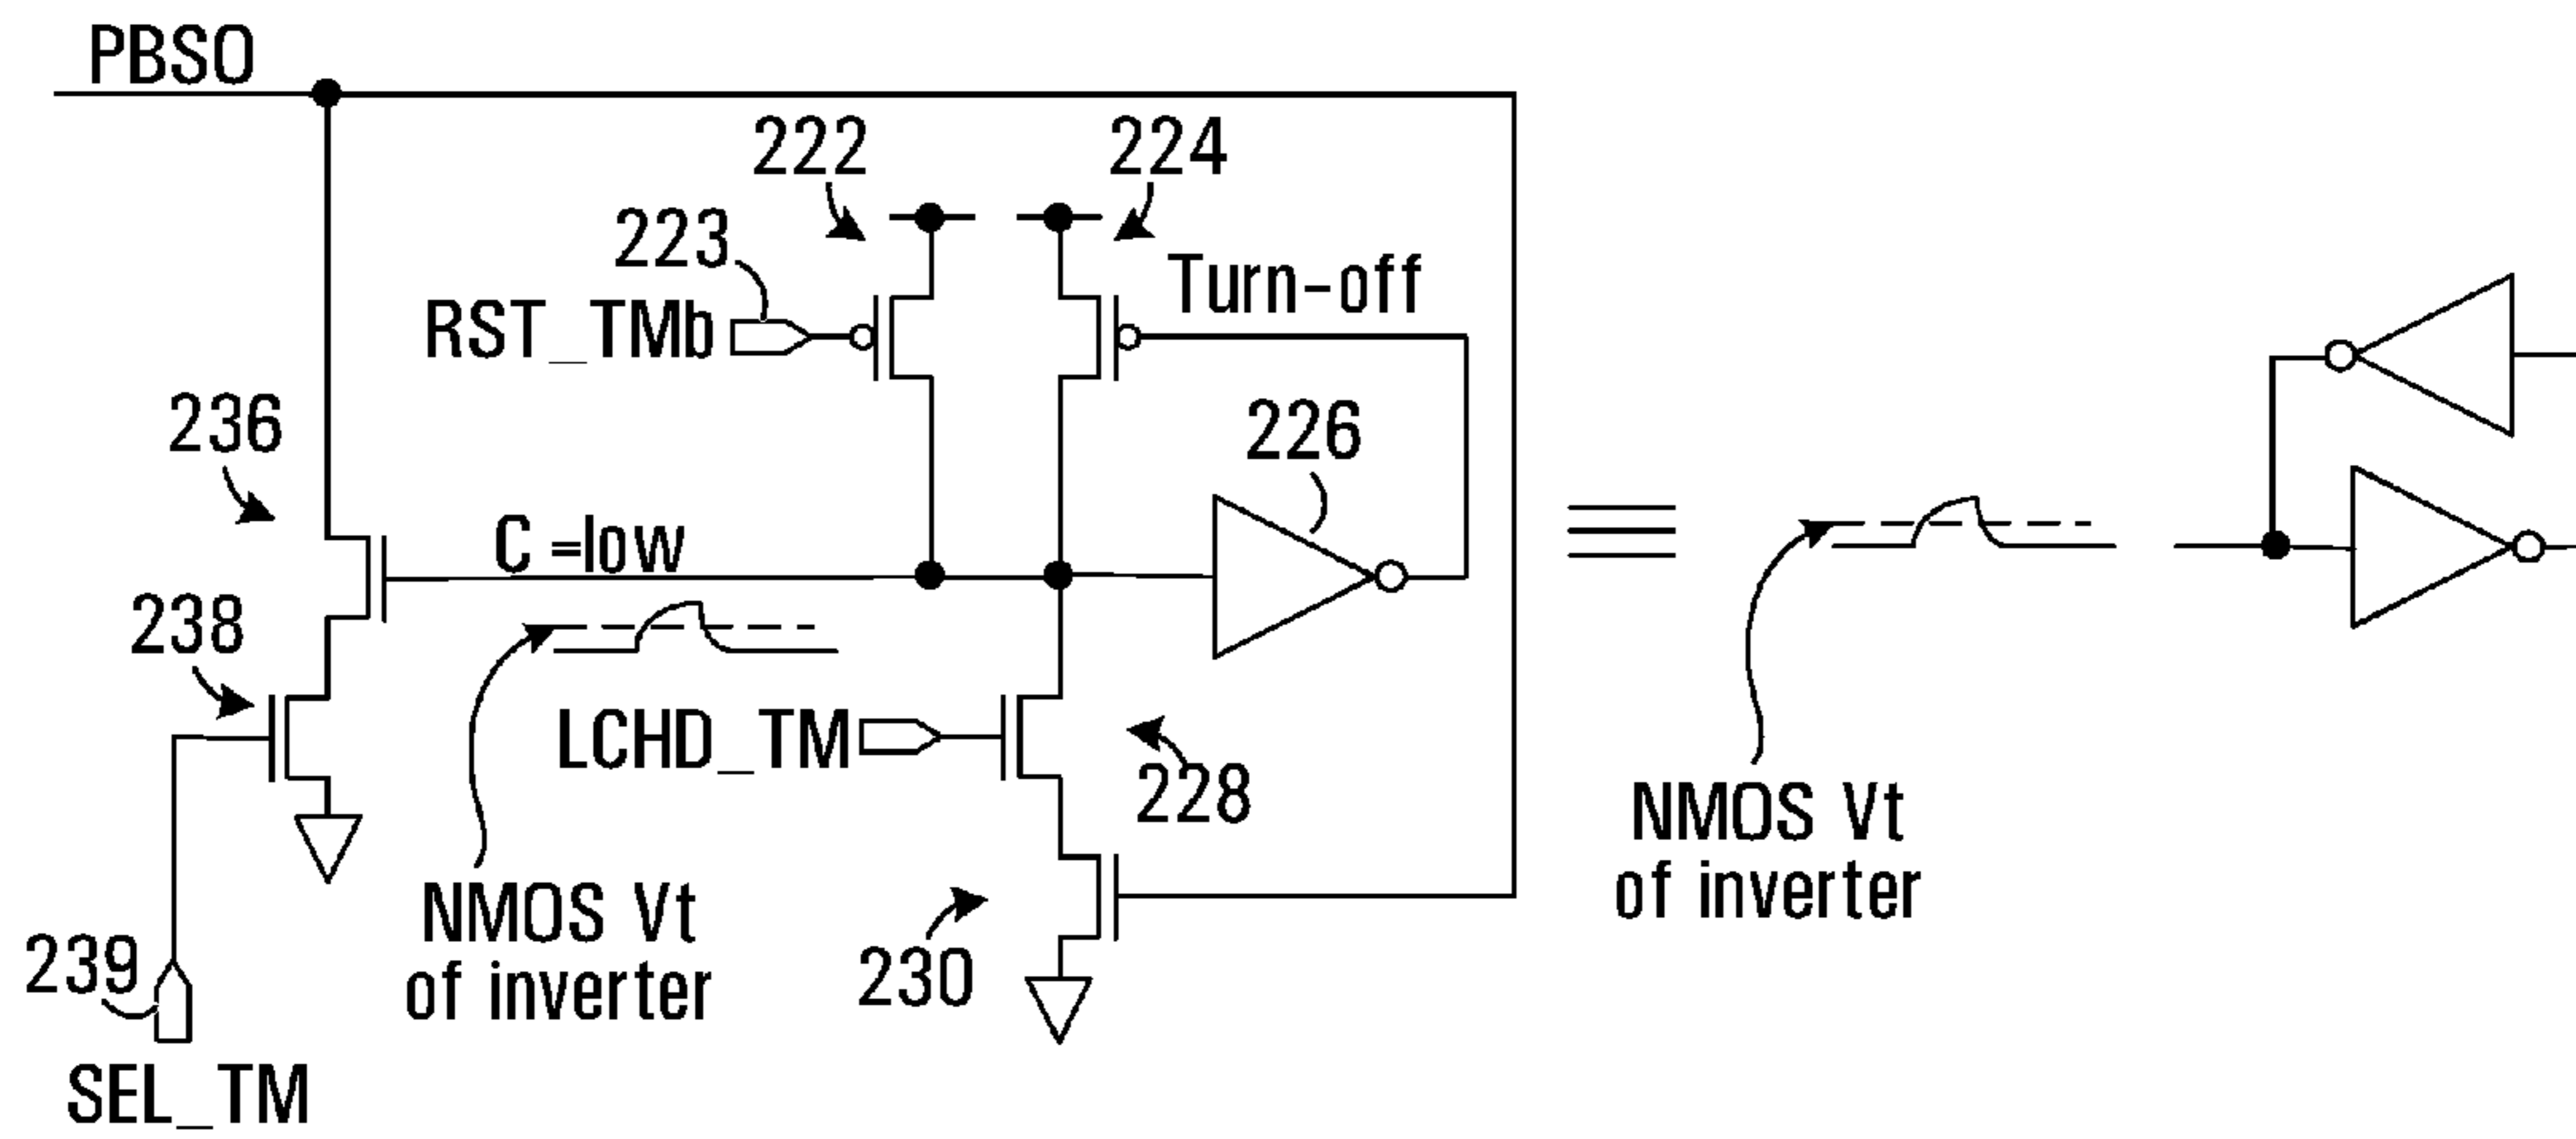 PBSO
222
224
223
RST_TMb
Turn-off
236
226
C =low
238
LCHD_TM
228
NMOS Vt
of inverter
NMOS Vt
of inverter
239
230
SEL_TM